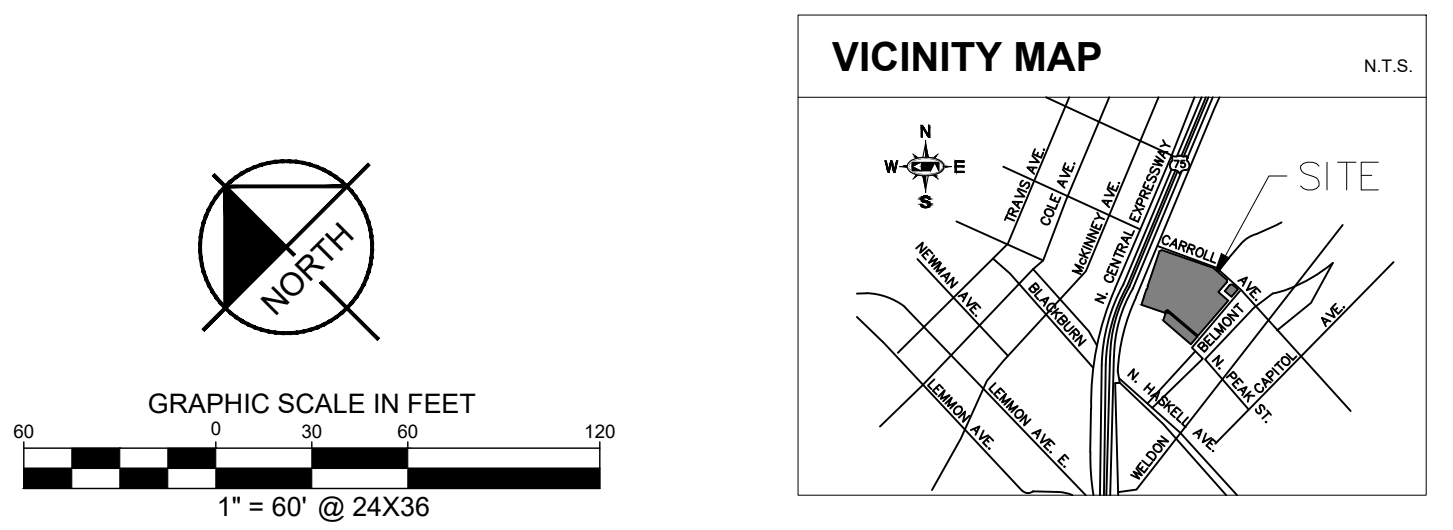 VICINITY MAP
N.T.S.
N
W E
S
TRAVIS AVE.
COLE AVE.
McKINNEY AVE.
N. CENTRAL EXPRESSWAY
75
SITE
CARROLL AVE.
NEWMAN AVE.
BLACKBURN
BELMONT
N. PEAK ST.
CAPITOL AVE.
N. HASKELL AVE.
LEMMON AVE.
LEMMON AVE. E.
WELDON
NORTH
GRAPHIC SCALE IN FEET
60 0 30 60 120
1" = 60' @ 24X36